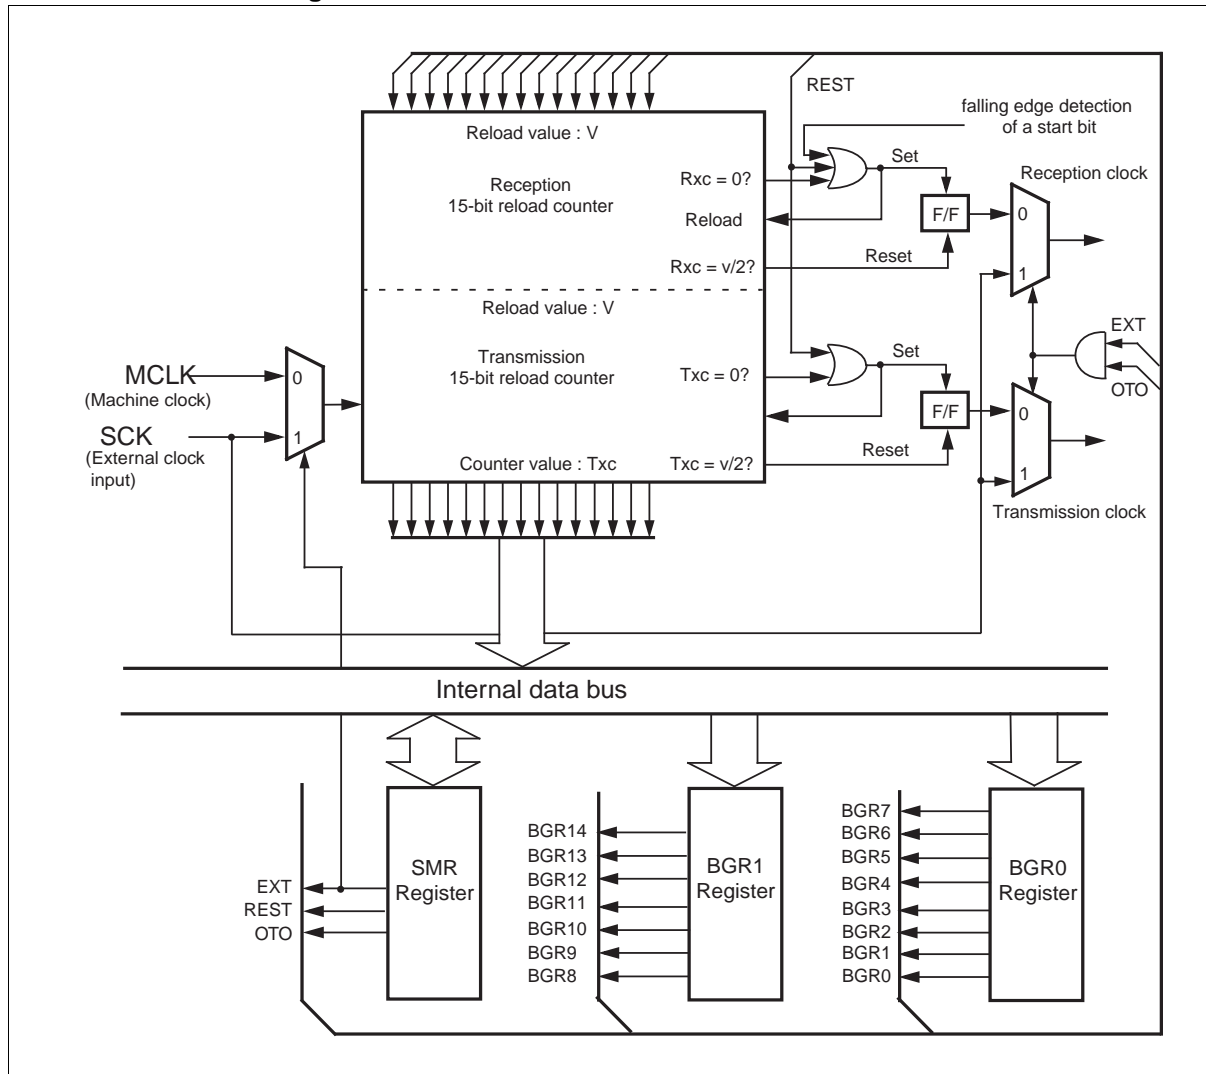 REST
falling edge detection
of a start bit
Reload value : V
Set
Reception clock
Rxc = 0?
Reception
15-bit reload counter
0
F/F
Reload
Reset
Rxc = v/2?
1
Reload value : V
EXT
Set
Transmission
15-bit reload counter
MCLK
(Machine clock)
0
Txc = 0?
OTO
F/F
0
SCK
(External clock
input)
1
Reset
Counter value : Txc
Txc = v/2?
1
Transmission clock
Internal data bus
BGR7
BGR6
BGR5
BGR4
BGR3
BGR2
BGR1
BGR0
BGR0
Register
BGR14
BGR13
BGR12
BGR11
BGR10
BGR9
BGR8
BGR1
Register
SMR
Register
EXT
REST
OTO